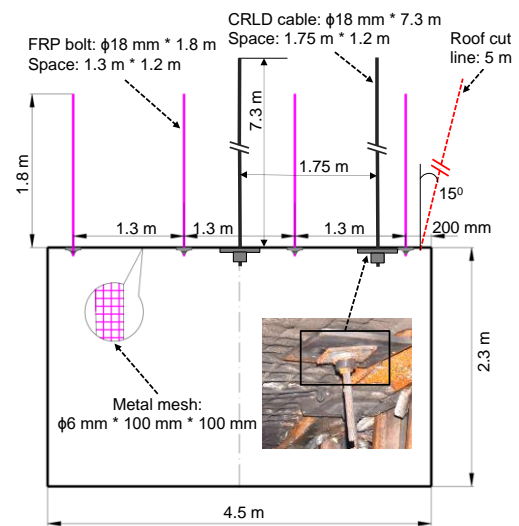 FRP bolt: ϕ18 mm * 1.8 m
Space: 1.3 m * 1.2 m
CRLD cable: ϕ18 mm * 7.3 m
Space: 1.75 m * 1.2 m
Roof cut
line: 5 m
1.8 m
7.3 m
1.75 m
15⁰
1.3 m
1.3 m
1.3 m
200 mm
2.3 m
Metal mesh:
ϕ6 mm * 100 mm * 100 mm
4.5 m